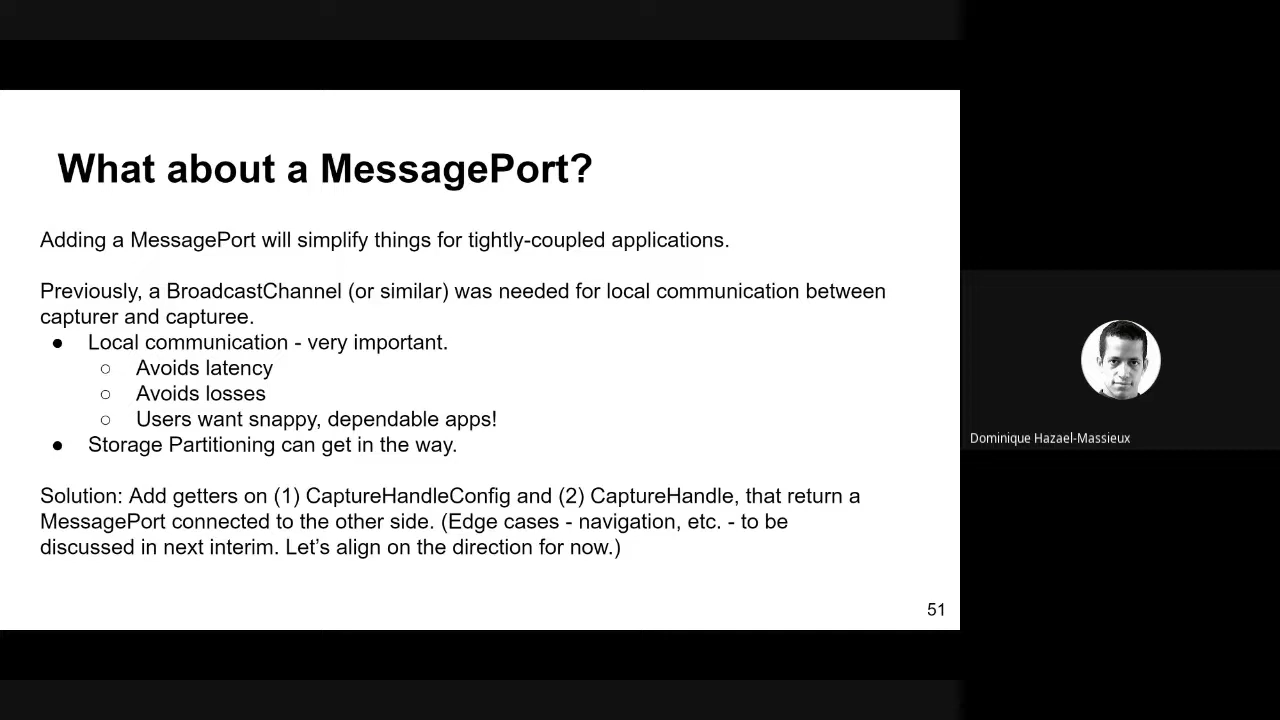 What about a MessagePort?
Adding a MessagePort will simplify things for tightly-coupled applications.
Previously, a BroadcastChannel (or similar) was needed for local communication between
capturer and capturee.
● Local communication - very important.
○ Avoids latency
○ Avoids losses
○ Users want snappy, dependable apps!
● Storage Partitioning can get in the way.
Solution: Add getters on (1) CaptureHandleConfig and (2) CaptureHandle, that return a
MessagePort connected to the other side. (Edge cases - navigation, etc. - to be
discussed in next interim. Let’s align on the direction for now.)
51
Dominique Hazael-Massieux